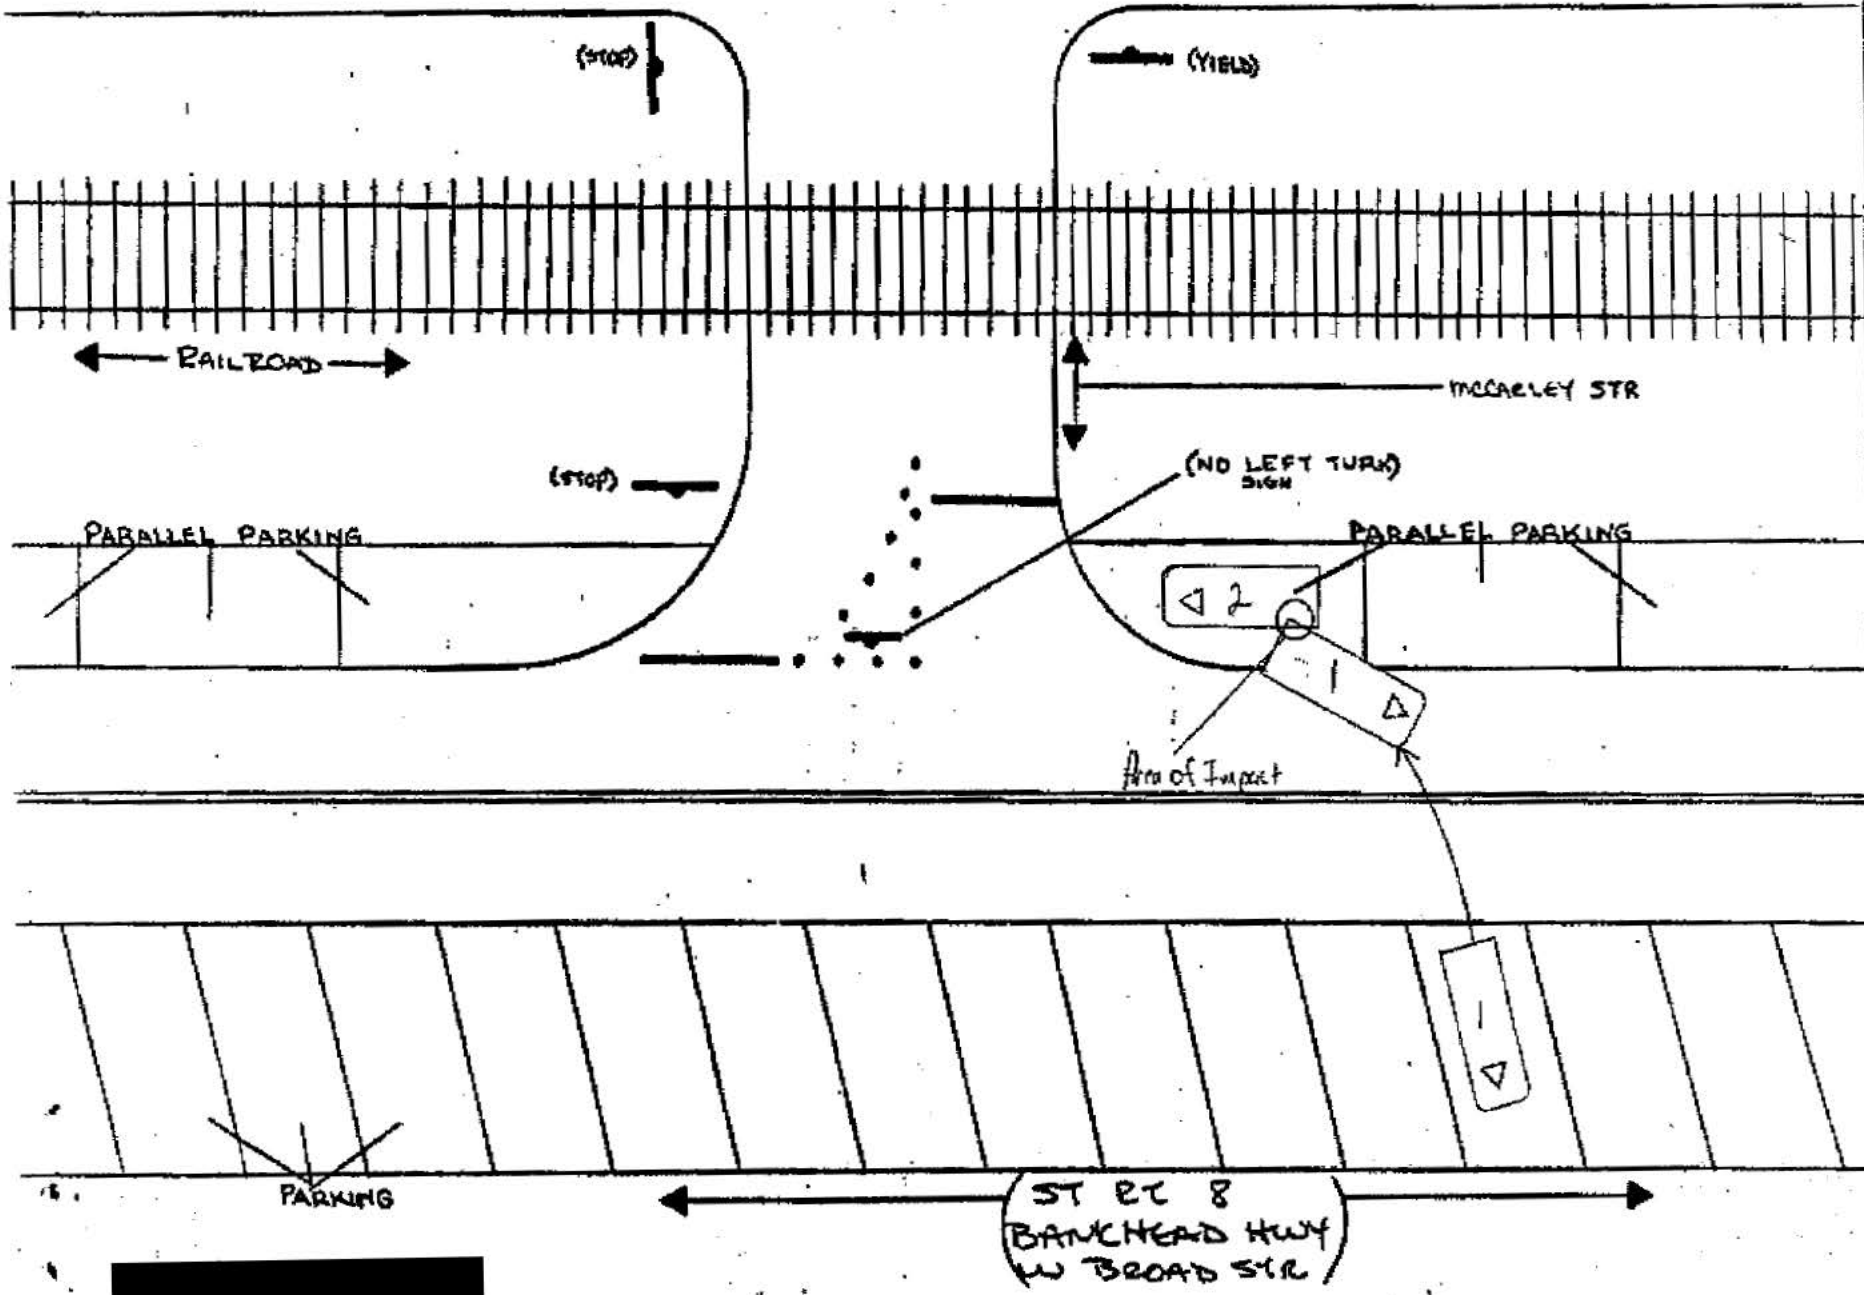 (STOP)
(YIELD)
RAILROAD
MCCARLEY STR
(STOP)
(NO LEFT TURN)
SIGN
PARALLEL PARKING
PARALLEL PARKING
2
1
Area of Impact
1
PARKING
ST RT 8
BANCHEAD HWY
W BROAD STR